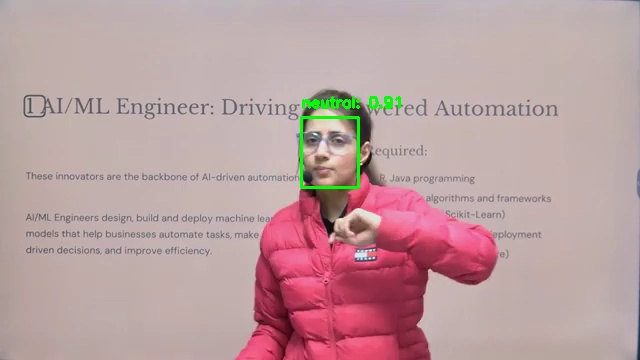 neutral: 0.91
1 AI/ML Engineer: Driving wered Automation
Required:
These innovators are the backbone of AI-driven automation
R, Java programming
algorithms and frameworks
Scikit-Learn)
AI/ML Engineers design, build and deploy machine
models that help businesses automate tasks, make
driven decisions, and improve efficiency.